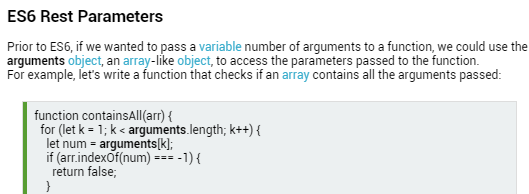 ES6 Rest Parameters
Prior to ES6, if we wanted to pass a variable number of arguments to a function, we could use the
arguments object, an array-like object, to access the parameters passed to the function.
For example, let's write a function that checks if an array contains all the arguments passed:
function containsAll(arr) {
for (let k = 1; k < arguments.length; k++) {
let num = arguments[k];
if (arr.indexOf(num) === -1) {
return false;
}